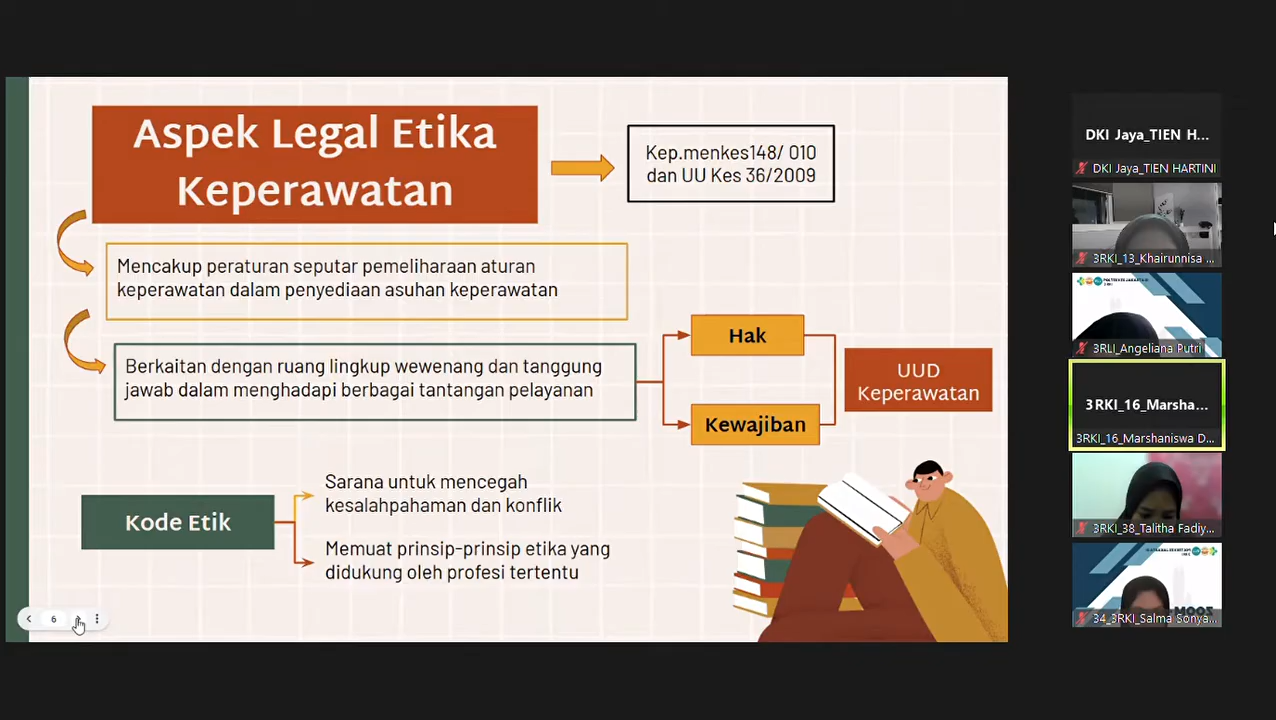 Aspek Legal Etika
Keperawatan
Kep.menkes148/ 010
dan UU Kes 36/2009
Mencakup peraturan seputar pemeliharaan aturan
keperawatan dalam penyediaan asuhan keperawatan
Berkaitan dengan ruang lingkup wewenang dan tanggung
jawab dalam menghadapi berbagai tantangan pelayanan
Hak
Kewajiban
UUD
Keperawatan
Kode Etik
Sarana untuk mencegah
kesalahpahaman dan konflik
Memuat prinsip-prinsip etika yang
didukung oleh profesi tertentu
6
DKI Jaya_TIEN H...
DKI Jaya_TIEN HARTINI
3RKI_13_Khairunnisa ...
3RLI_Angeliana Putri
3RKI_16_Marsha...
3RKI_16_Marshaniswa D...
3RKI_38_Talitha Fadiy...
34_3RKI_Salma Sonya...